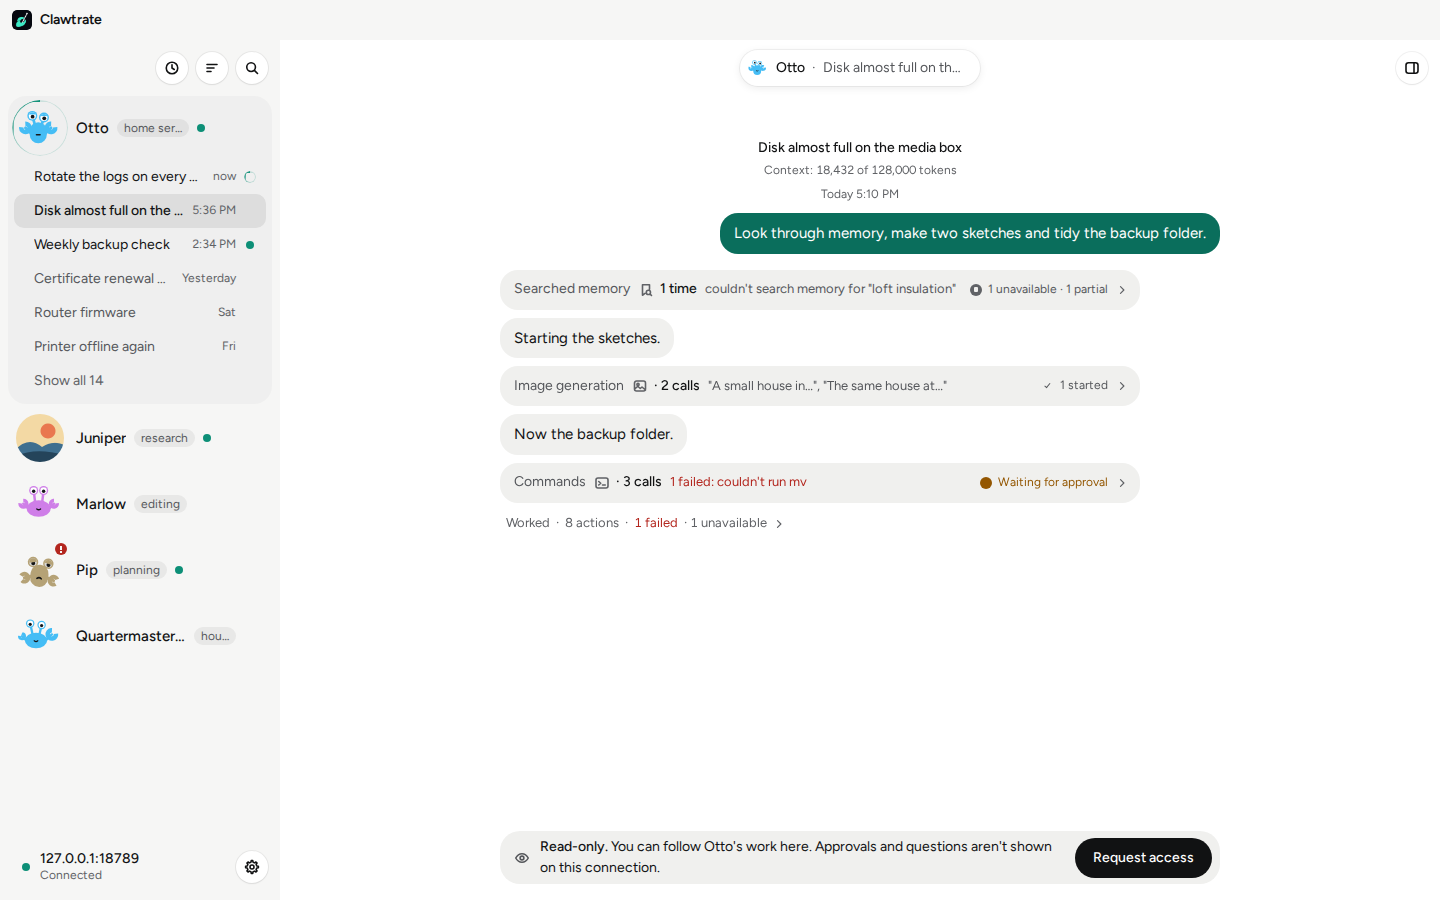 Clawtrate
Otto · Disk almost full on th...
Otto home ser...
Rotate the logs on every ... now
Disk almost full on the ... 5:36 PM
Weekly backup check 2:34 PM
Certificate renewal ... Yesterday
Router firmware Sat
Printer offline again Fri
Show all 14
Juniper research
Marlow editing
Pip planning
Quartermaster... hou...
127.0.0.1:18789
Connected
Disk almost full on the media box
Context: 18,432 of 128,000 tokens
Today 5:10 PM
Look through memory, make two sketches and tidy the backup folder.
Searched memory 1 time couldn't search memory for "loft insulation" 1 unavailable · 1 partial
Starting the sketches.
Image generation · 2 calls "A small house in...", "The same house at..." 1 started
Now the backup folder.
Commands · 3 calls 1 failed: couldn't run mv Waiting for approval
Worked · 8 actions · 1 failed · 1 unavailable
Read-only. You can follow Otto's work here. Approvals and questions aren't shown
on this connection.
Request access